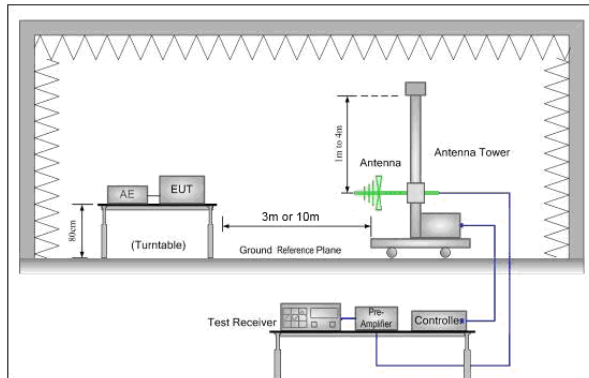 1m to 4m
Antenna
Antenna Tower
AE
EUT
80cm
(Turntable)
3m or 10m
Ground Reference Plane
Test Receiver
Pre-
Amplifier
Controller